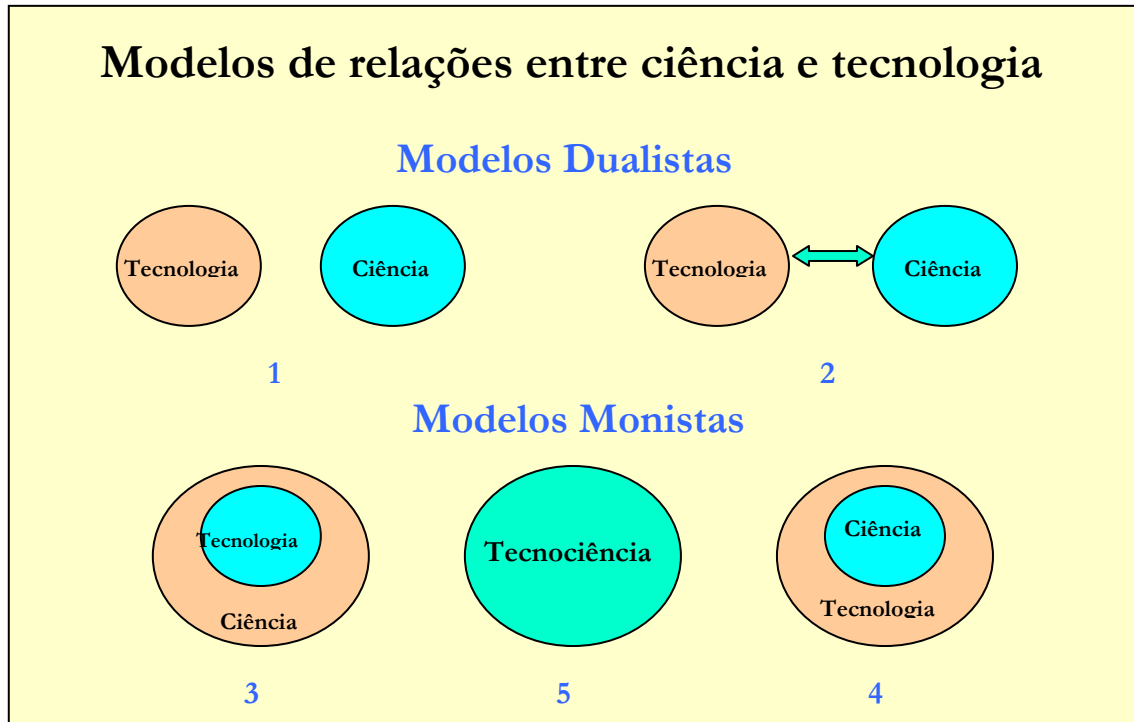 Modelos de relações entre ciência e tecnologia
Modelos Dualistas
Tecnologia
Ciência
Tecnologia
Ciência
1
2
Modelos Monistas
Tecnologia
Ciência
Tecnociência
Ciência
Tecnologia
3
5
4